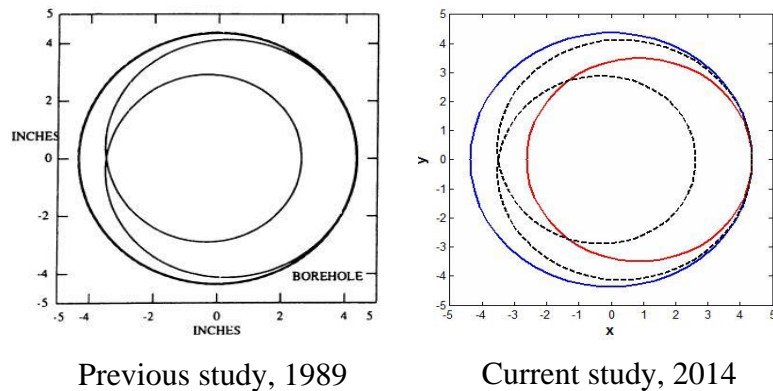 5
4
2
INCHES
0
-2
-4
BOREHOLE
-5
-5 -4 -2 0 2 4 5
INCHES
5
4
3
2
1
0
y
-1
-2
-3
-4
-5
-5 -4 -3 -2 -1 0 1 2 3 4 5
x
Previous study, 1989
Current study, 2014